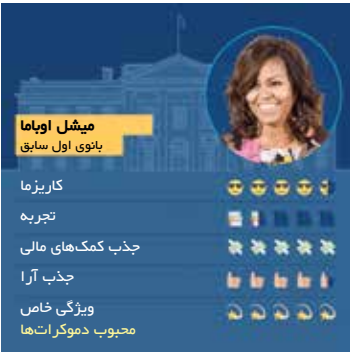 میشل اوباما
بانوی اول سابق
کاریزما
تجربه
جذب کمک‌های مالی
جذب آرا
ویژگی خاص
محبوب دموکرات‌ها